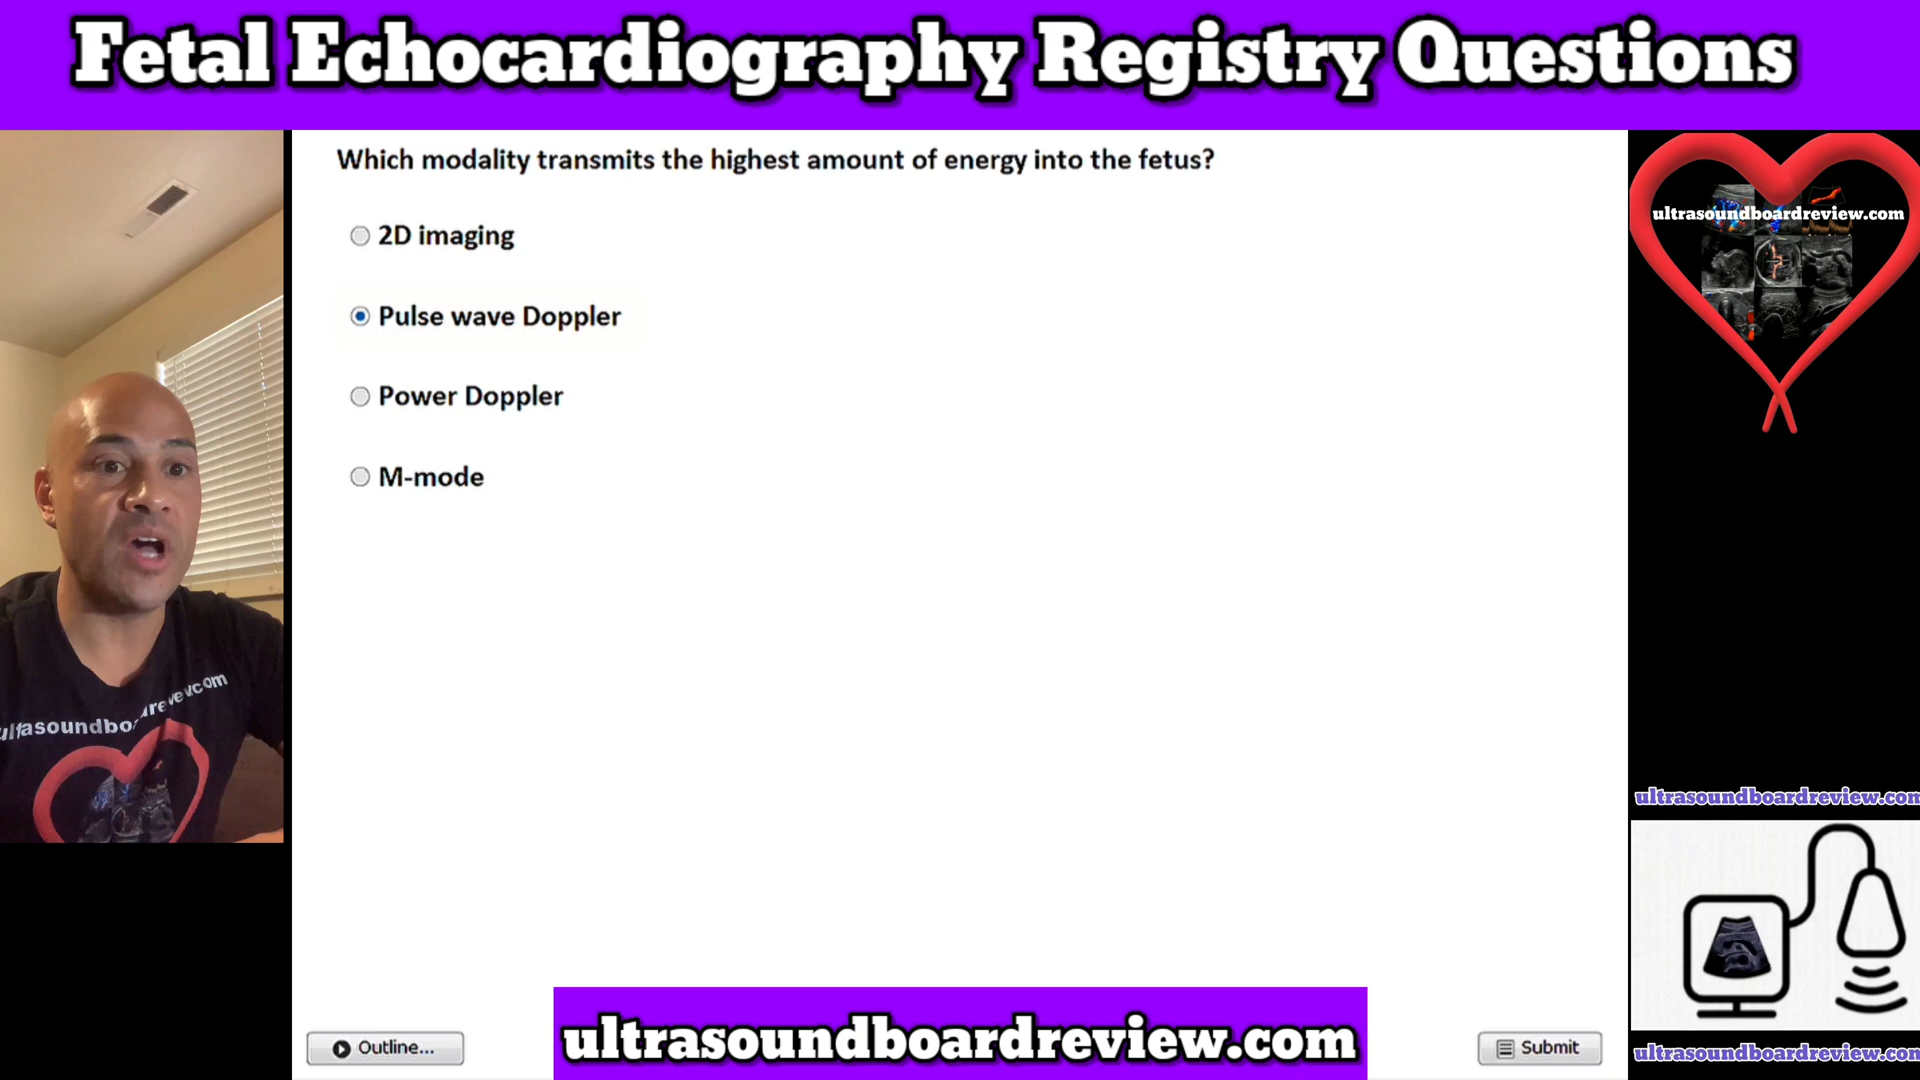 Fetal Echocardiography Registry Questions
Which modality transmits the highest amount of energy into the fetus?
2D imaging
Pulse wave Doppler
Power Doppler
M-mode
ultrasoundboardreview.com
ultrasoundboardreview.com
ultrasoundboardreview.com
Outline...
ultrasoundboardreview.com
Submit